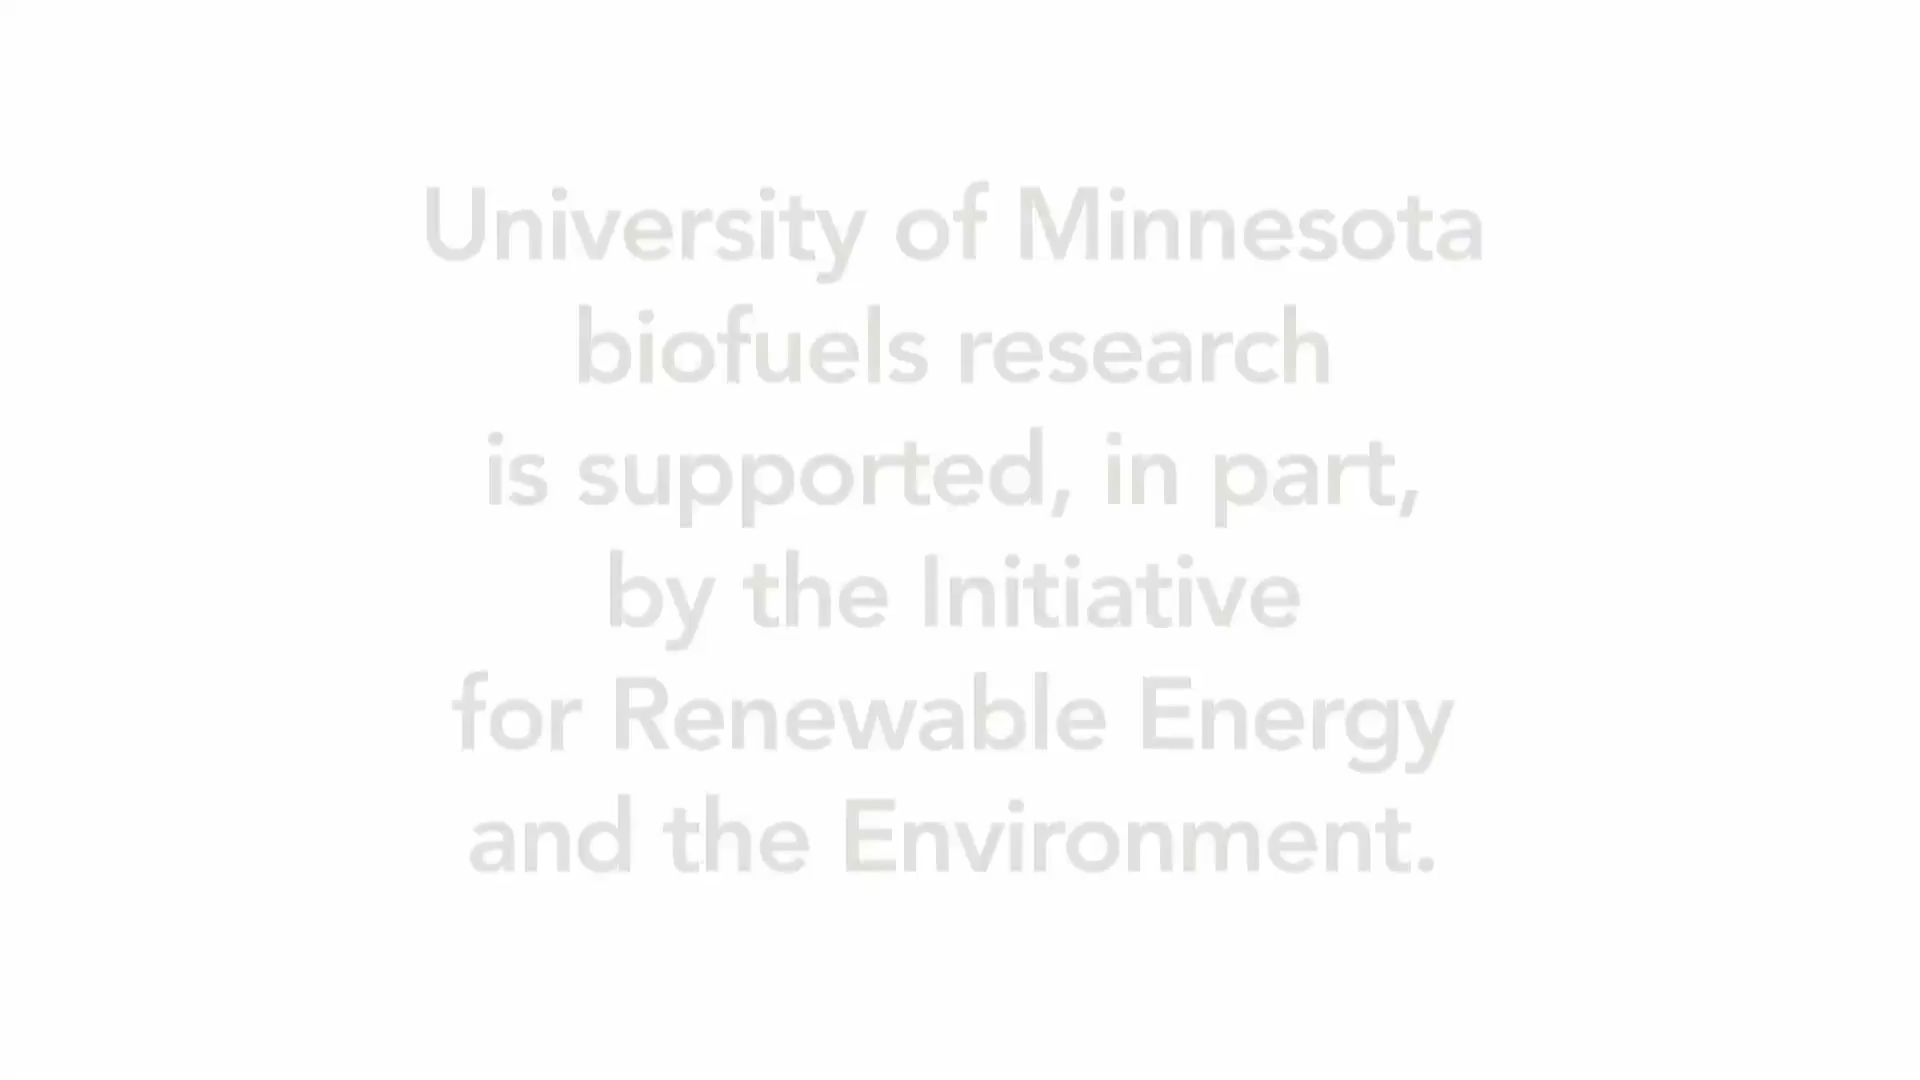 University of Minnesota
biofuels research
is supported, in part,
by the Initiative
for Renewable Energy
and the Environment.